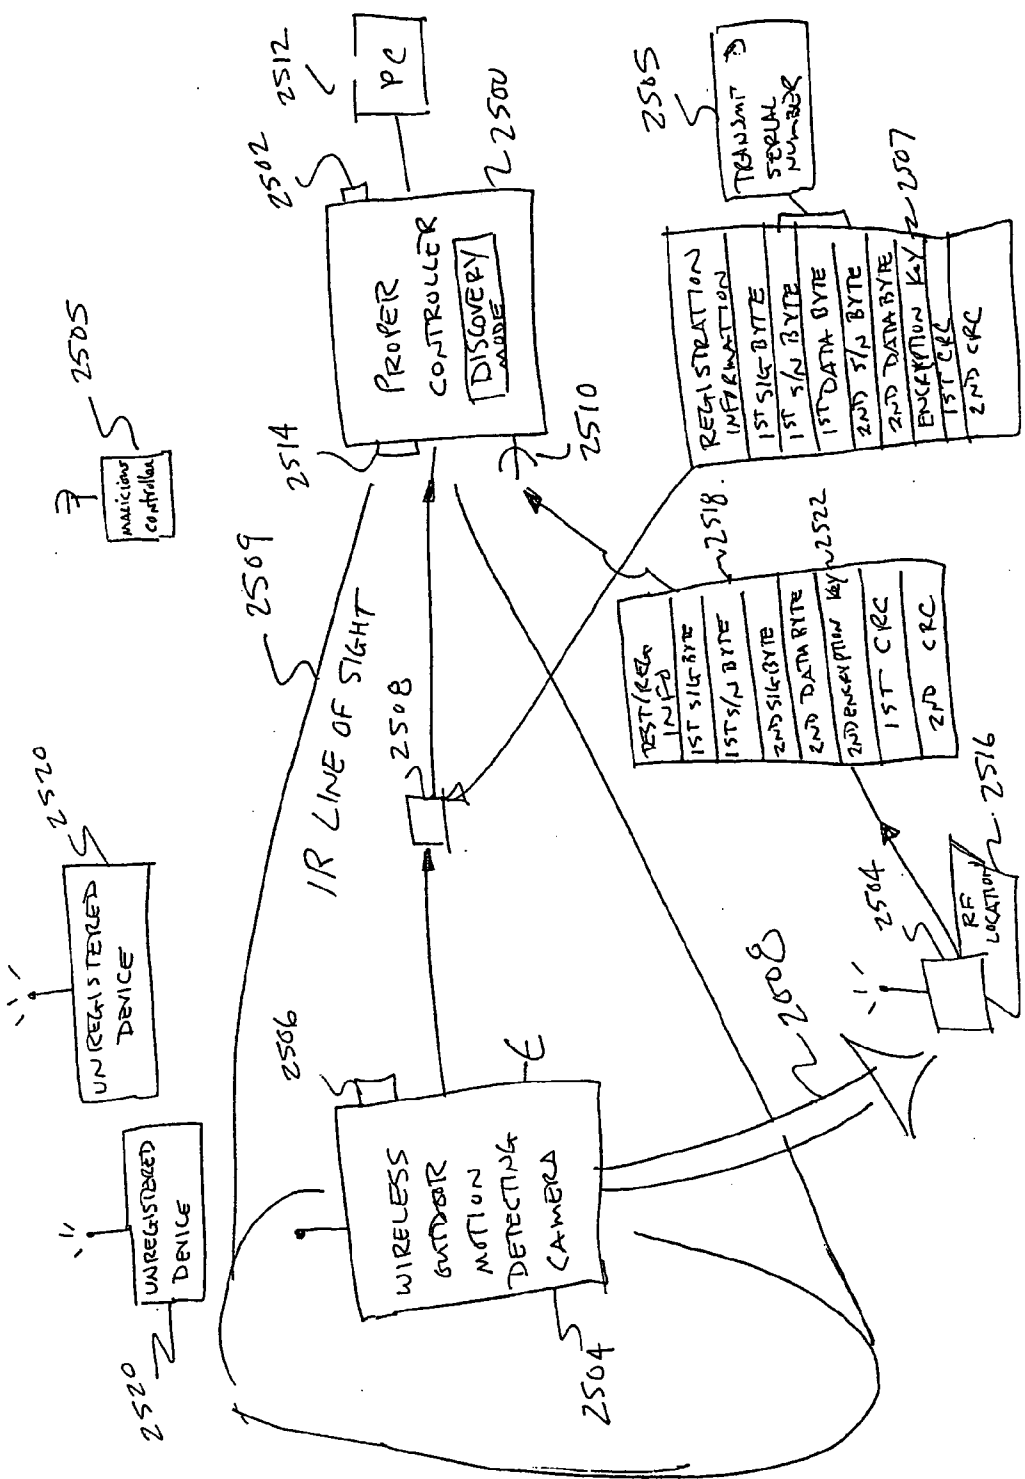 2520
UNREGISTERED
DEVICE
UNREGISTERED
DEVICE
2520
2505
MALICIOUS
CONTROLLER
2509
IR LINE OF SIGHT
2506
WIRELESS
OUTDOOR
MOTION
DETECTING
CAMERA
2504
2508
2514
2502
2512
PC
PROPER
CONTROLLER
DISCOVERY
MODE
2500
2510
2508
2504
RF
LOCATION
2516
TEST/REG.
INFO
1ST SIG BYTE
2518
1ST S/N BYTE
2ND SIG BYTE
2ND DATA BYTE
2ND ENCRYPTION KEY
2522
1ST CRC
2ND CRC
REGISTRATION
INFORMATION
1ST SIG BYTE
1ST S/N BYTE
1ST DATA BYTE
2ND S/N BYTE
2ND DATA BYTE
ENCRYPTION KEY
2507
1ST CRC
2ND CRC
2505
TRANSMIT
SERIAL
NUMBER